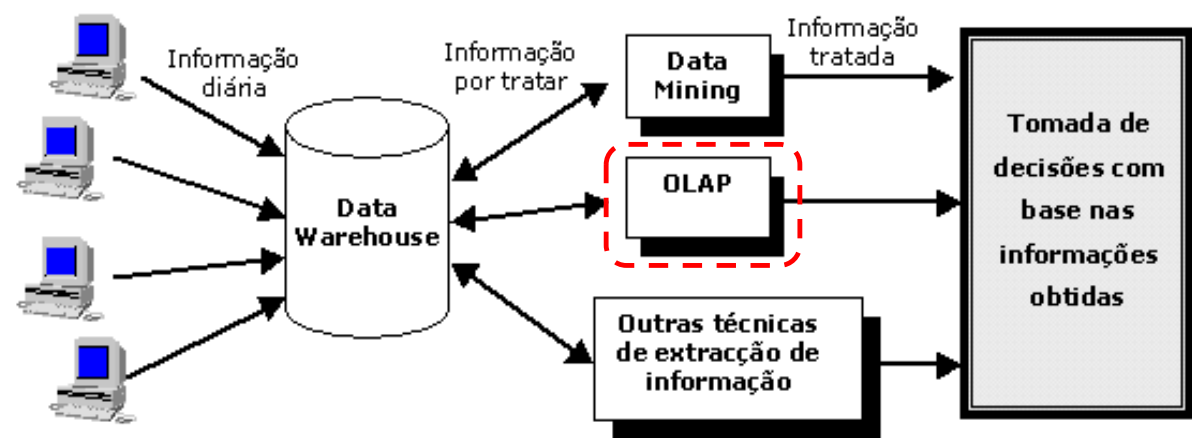 Informação
diária
Data
Warehouse
Informação
por tratar
Data
Mining
OLAP
Outras técnicas
de extracção de
informação
Informação
tratada
Tomada de
decisões com
base nas
informações
obtidas